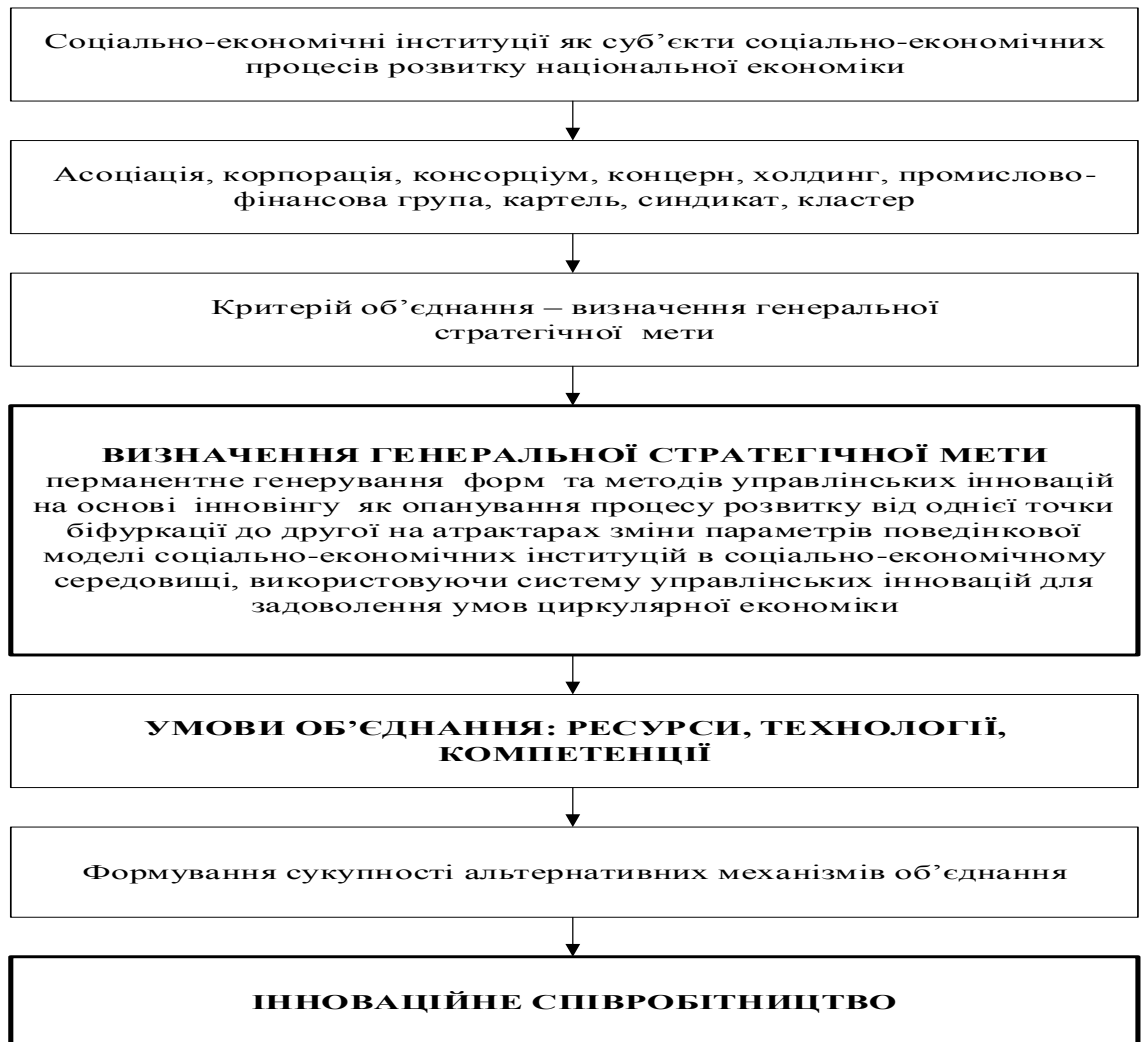 Соціально-економічні інституції як суб’єкти соціально-економічних
процесів розвитку національної економіки
Асоціація, корпорація, консорціум, концерн, холдинг, промислово-
фінансова група, картель, синдикат, кластер
Критерій об’єднання – визначення генеральної
стратегічної мети
ВИЗНАЧЕННЯ ГЕНЕРАЛЬНОЇ СТРАТЕГІЧНОЇ МЕТИ
перманентне генерування форм та методів управлінських інновацій
на основі інновінгу як опанування процесу розвитку від однієї точки
біфуркації до другої на атрактарах зміни параметрів поведінкової
моделі соціально-економічних інституцій в соціально-економічному
середовищі, використовуючи систему управлінських інновацій для
задоволення умов циркулярної економіки
УМОВИ ОБ’ЄДНАННЯ: РЕСУРСИ, ТЕХНОЛОГІЇ,
КОМПЕТЕНЦІЇ
Формування сукупності альтернативних механізмів об’єднання
ІННОВАЦІЙНЕ СПІВРОБІТНИЦТВО